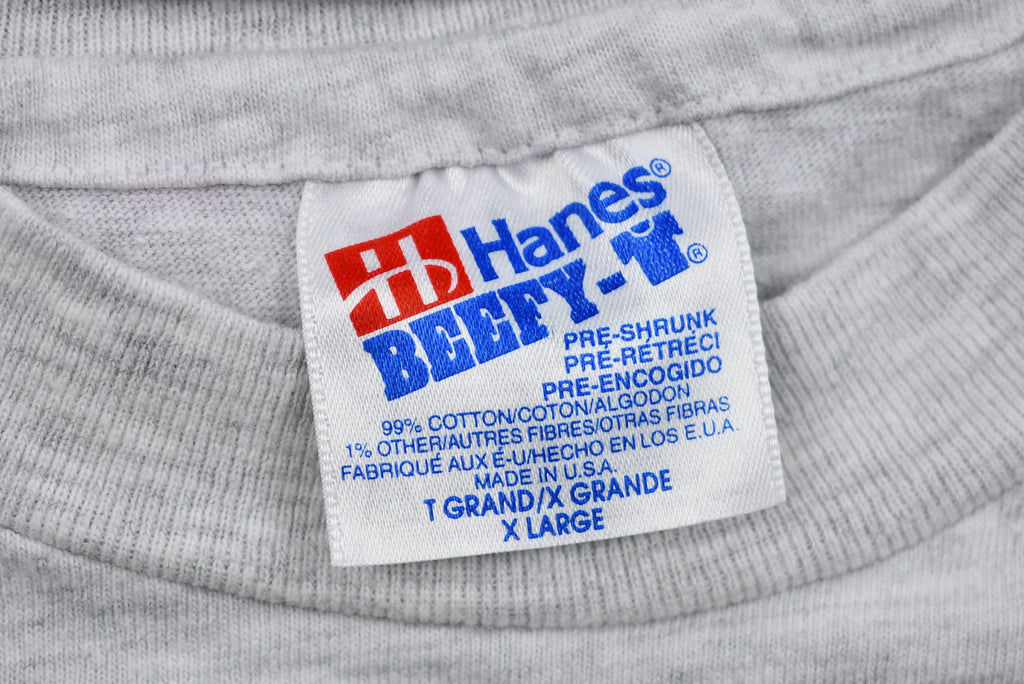 Hanes®
BEEFY-T®
PRE-SHRUNK
PRÉ-RÉTRÉCI
PRE-ENCOGIDO
99% COTTON/COTON/ALGODON
1% OTHER/AUTRES FIBRES/OTRAS FIBRAS
FABRIQUÉ AUX É-U/HECHO EN LOS E.U.A.
MADE IN U.S.A.
T GRAND/X GRANDE
X LARGE